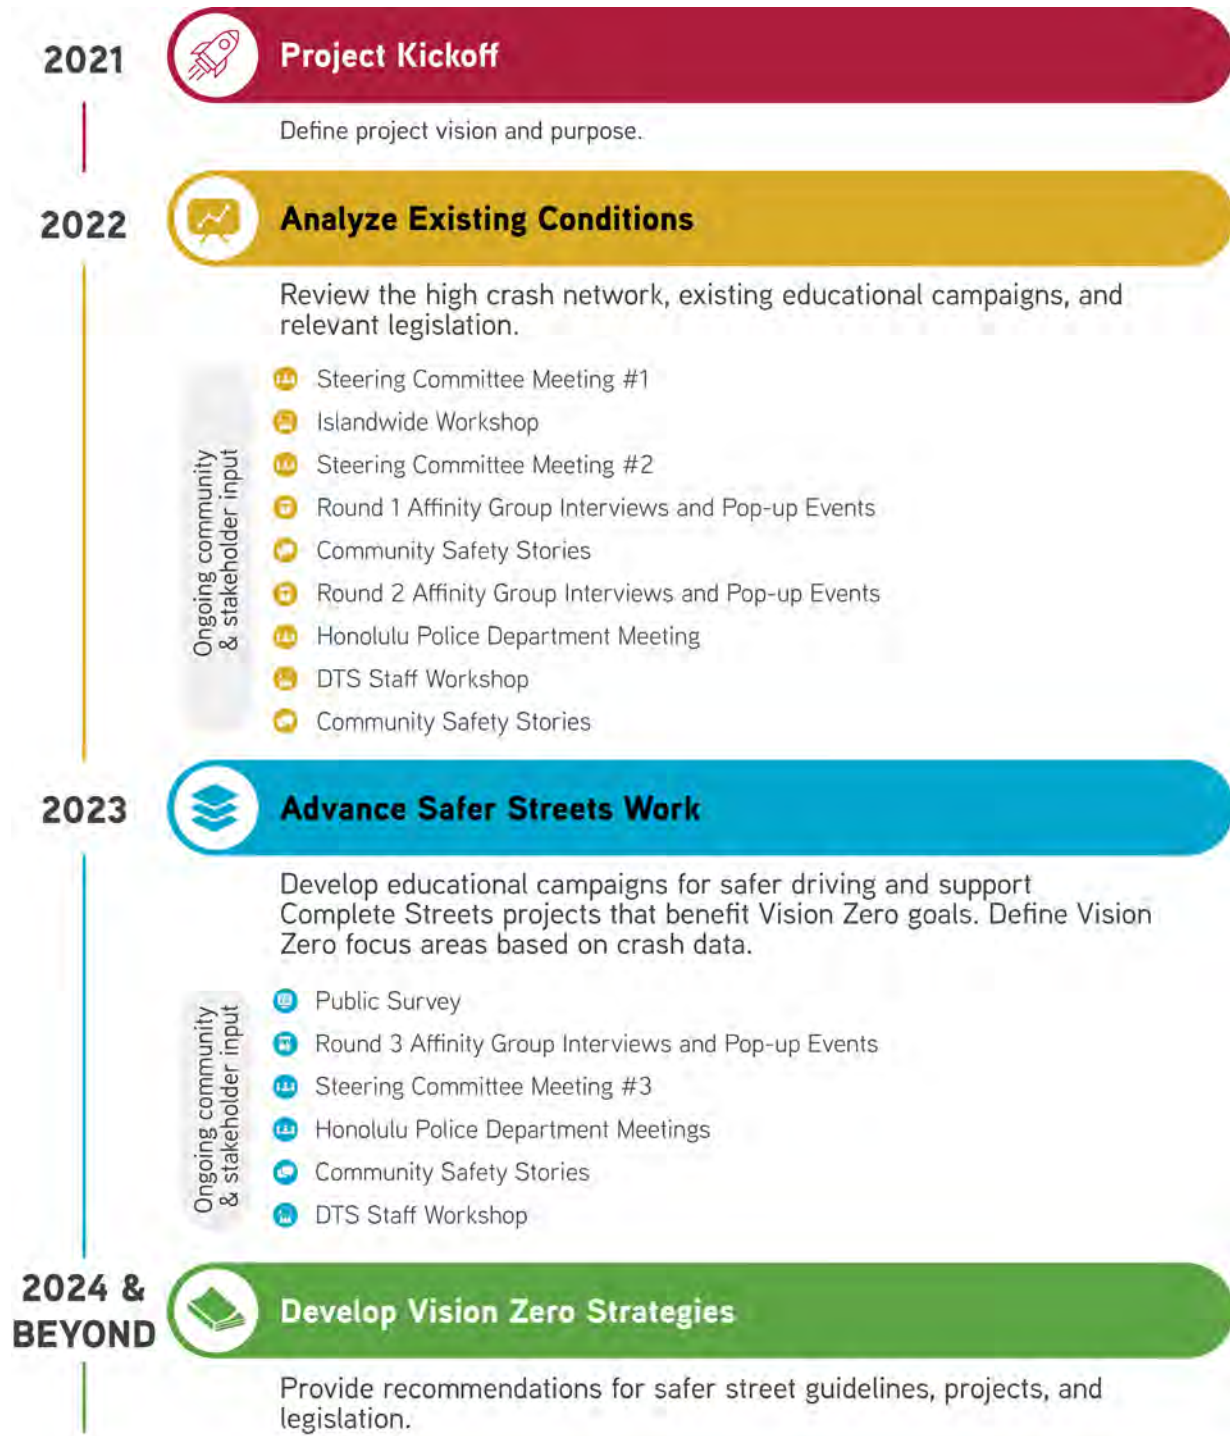 2021
Project Kickoff
Define project vision and purpose.
2022
Analyze Existing Conditions
Review the high crash network, existing educational campaigns, and
relevant legislation.
Ongoing community
& stakeholder input
Steering Committee Meeting #1
Islandwide Workshop
Steering Committee Meeting #2
Round 1 Affinity Group Interviews and Pop-up Events
Community Safety Stories
Round 2 Affinity Group Interviews and Pop-up Events
Honolulu Police Department Meeting
DTS Staff Workshop
Community Safety Stories
2023
Advance Safer Streets Work
Develop educational campaigns for safer driving and support
Complete Streets projects that benefit Vision Zero goals. Define Vision
Zero focus areas based on crash data.
Ongoing community
& stakeholder input
Public Survey
Round 3 Affinity Group Interviews and Pop-up Events
Steering Committee Meeting #3
Honolulu Police Department Meetings
Community Safety Stories
DTS Staff Workshop
2024 &
BEYOND
Develop Vision Zero Strategies
Provide recommendations for safer street guidelines, projects, and
legislation.